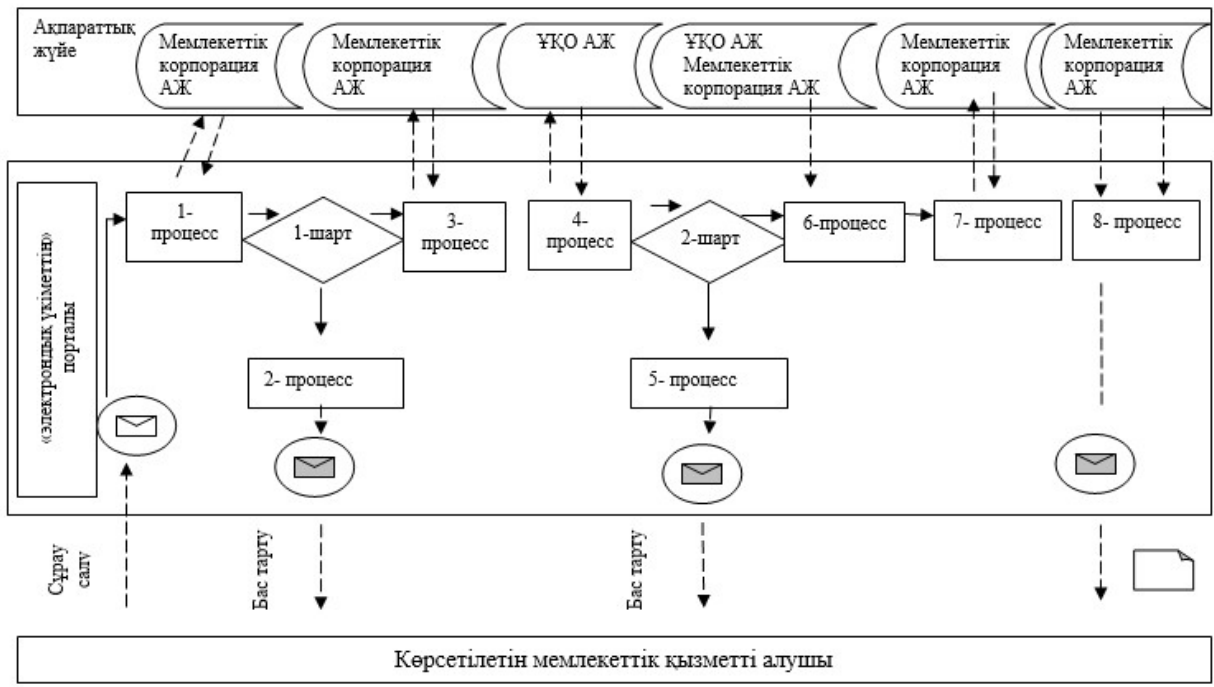 Ақпараттық
жүйе
Мемлекеттік
корпорация
АЖ
Мемлекеттік
корпорация
АЖ
ҰҚО АЖ
ҰҚО АЖ
Мемлекеттік
корпорация АЖ
Мемлекеттік
корпорация
АЖ
Мемлекеттік
корпорация
АЖ
«электрондық үкіметтің»
порталы
1-
процесс
1-шарт
3-
процесс
4-
процесс
2-шарт
6-процесс
7- процесс
8- процесс
2- процесс
5- процесс
Сұрау
салу
Бас тарту
Бас тарту
Көрсетілетін мемлекеттік қызметті алушы